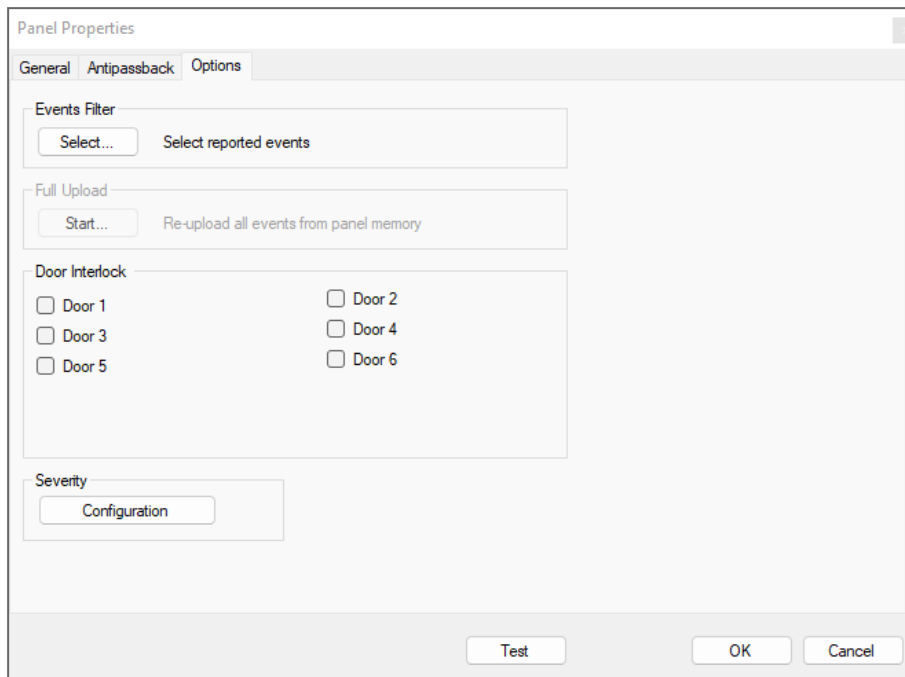 Panel Properties
General Antipassback Options
Events Filter
Select... Select reported events
Full Upload
Start... Re-upload all events from panel memory
Door Interlock
Door 1 Door 2
Door 3 Door 4
Door 5 Door 6
Severity
Configuration
Test OK Cancel